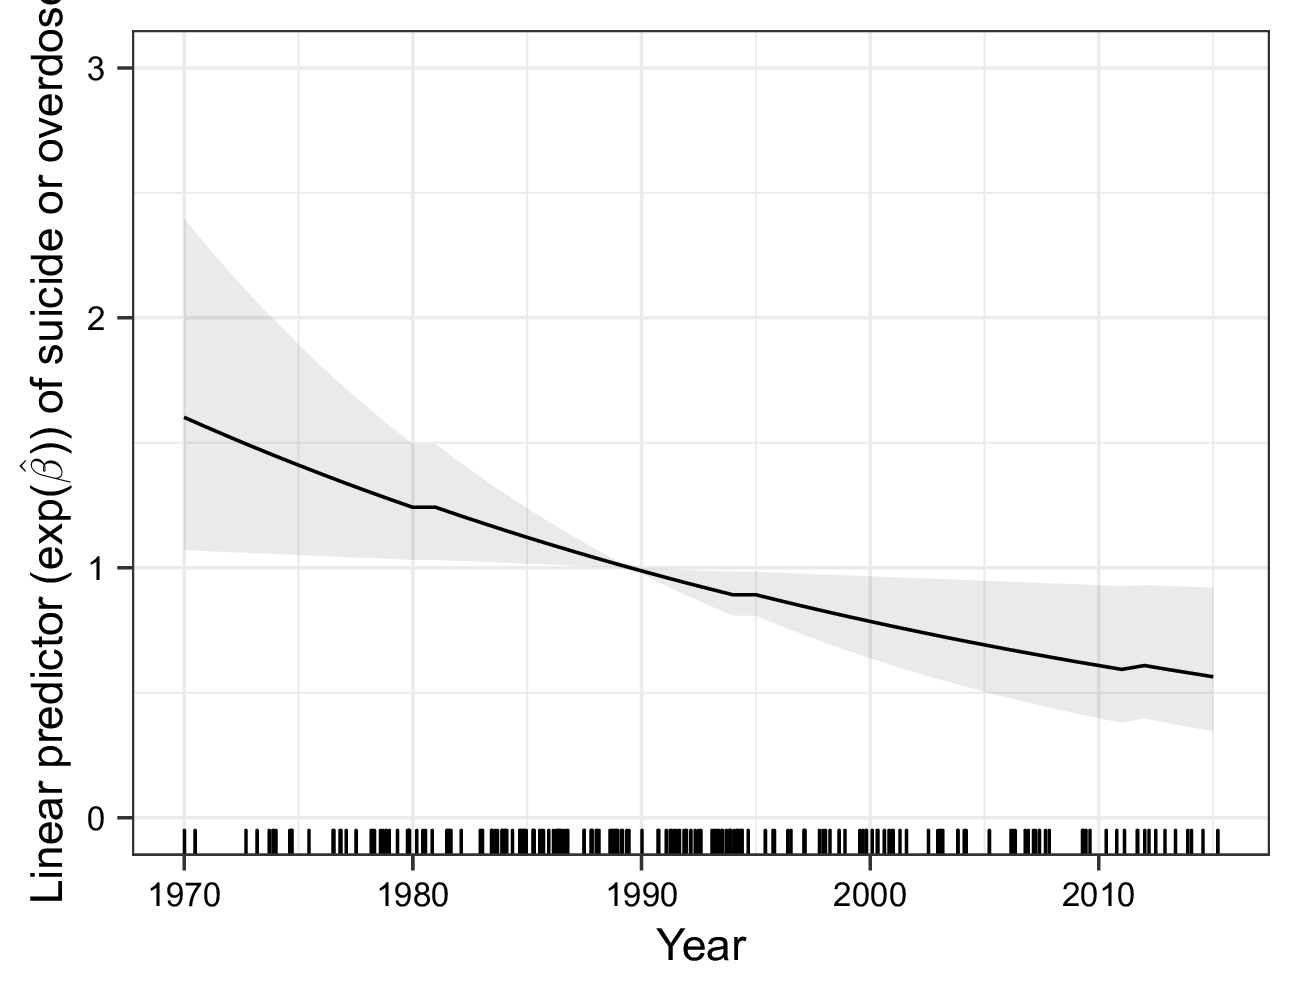 Linear predictor (exp(β̂)) of suicide or overdose
3
2
1
0
1970 1980 1990 2000 2010
Year